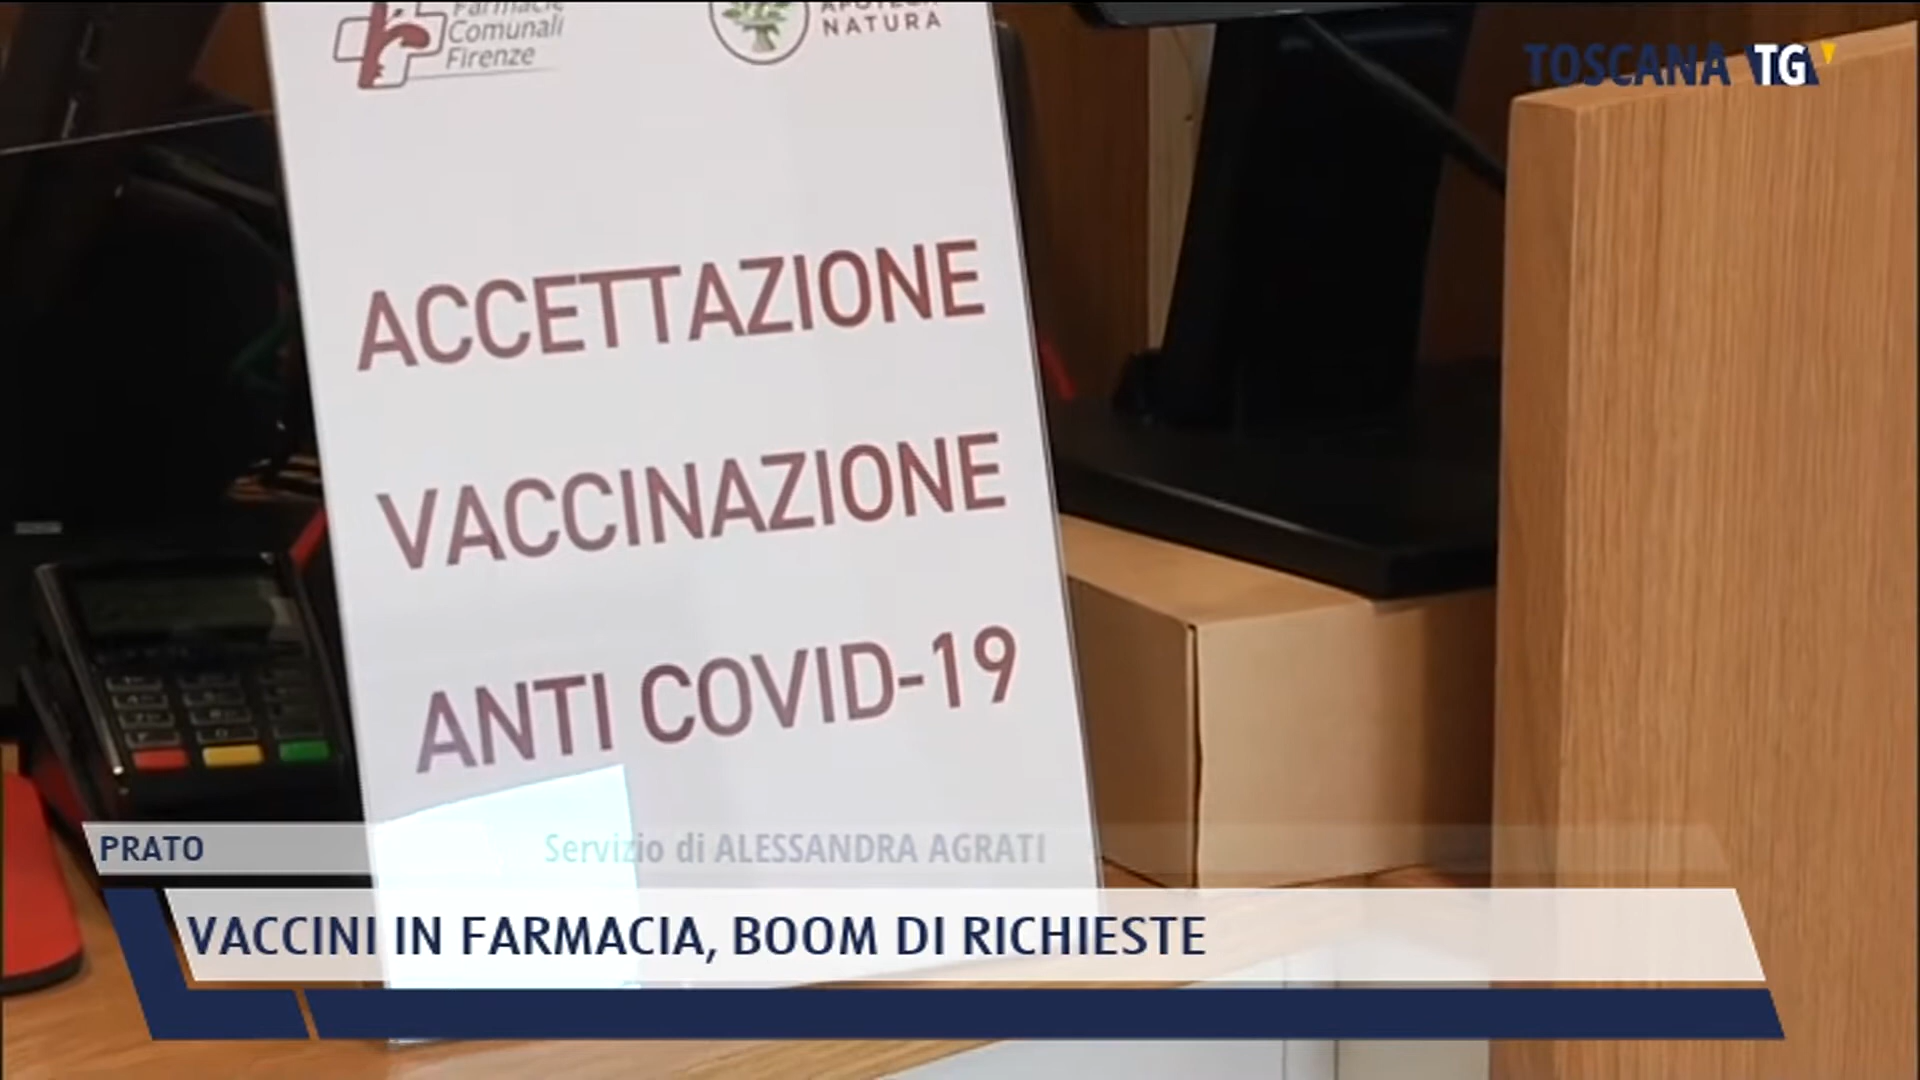 Farmacie
Comunali
Firenze
APOTECA
NATURA
TOSCANA TG
ACCETTAZIONE
VACCINAZIONE
ANTI COVID-19
PRATO
Servizio di ALESSANDRA AGRATI
VACCINI IN FARMACIA, BOOM DI RICHIESTE